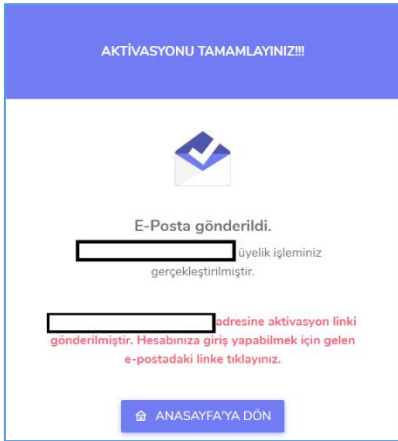 AKTİVASYONU TAMAMLAYINIZ!!!
E-Posta gönderildi.
üyelik işleminiz
gerçekleştirilmiştir.
adresine aktivasyon linki
gönderilmiştir. Hesabınıza giriş yapabilmek için gelen
e-postadaki linke tıklayınız.
ANASAYFA'YA DÖN